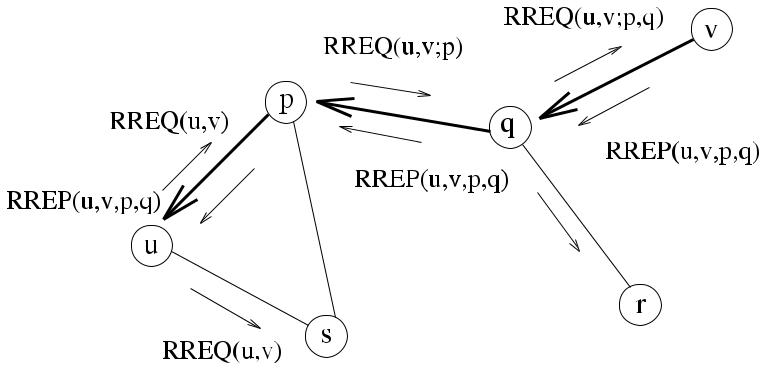 RREQ(u,v;p,q)
v
RREQ(u,v;p)
p
RREQ(u,v)
q
RREP(u,v,p,q)
RREP(u,v,p,q)
RREP(u,v,p,q)
u
r
s
RREQ(u,v)